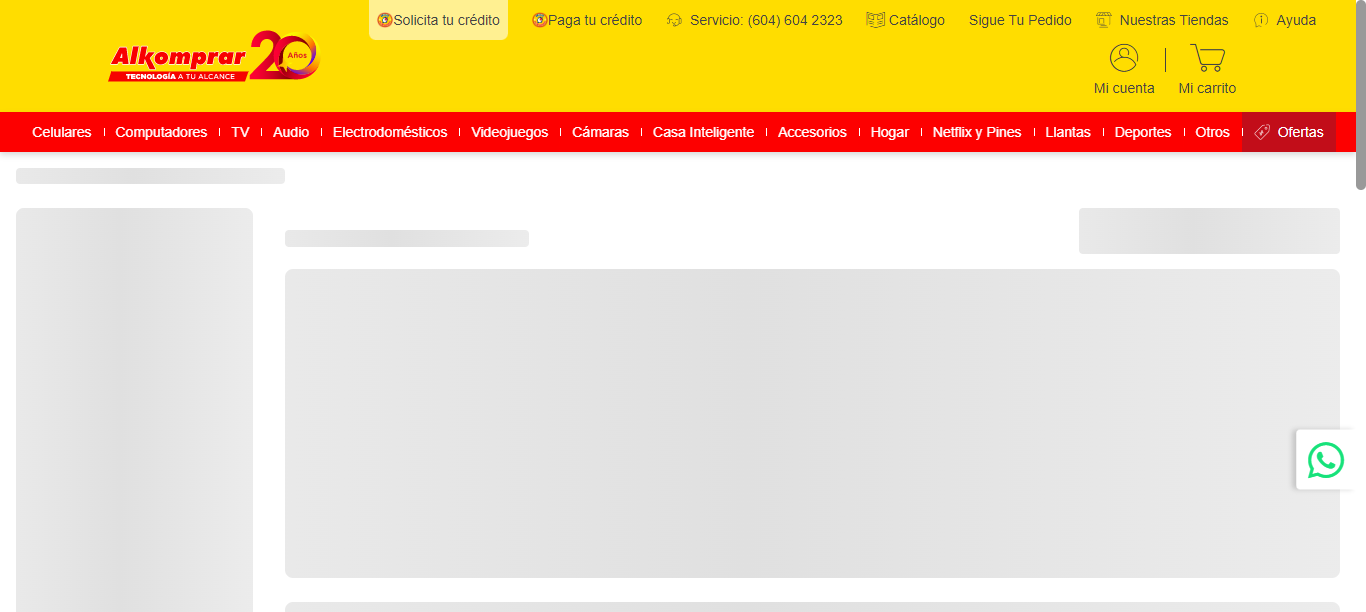 Solicita tu crédito
Paga tu crédito
Servicio: (604) 604 2323
Catálogo
Sigue Tu Pedido
Nuestras Tiendas
Ayuda
Alkomprar 20 Años
TECNOLOGÍA A TU ALCANCE
Mi cuenta
Mi carrito
Celulares
Computadores
TV
Audio
Electrodomésticos
Videojuegos
Cámaras
Casa Inteligente
Accesorios
Hogar
Netflix y Pines
Llantas
Deportes
Otros
Ofertas